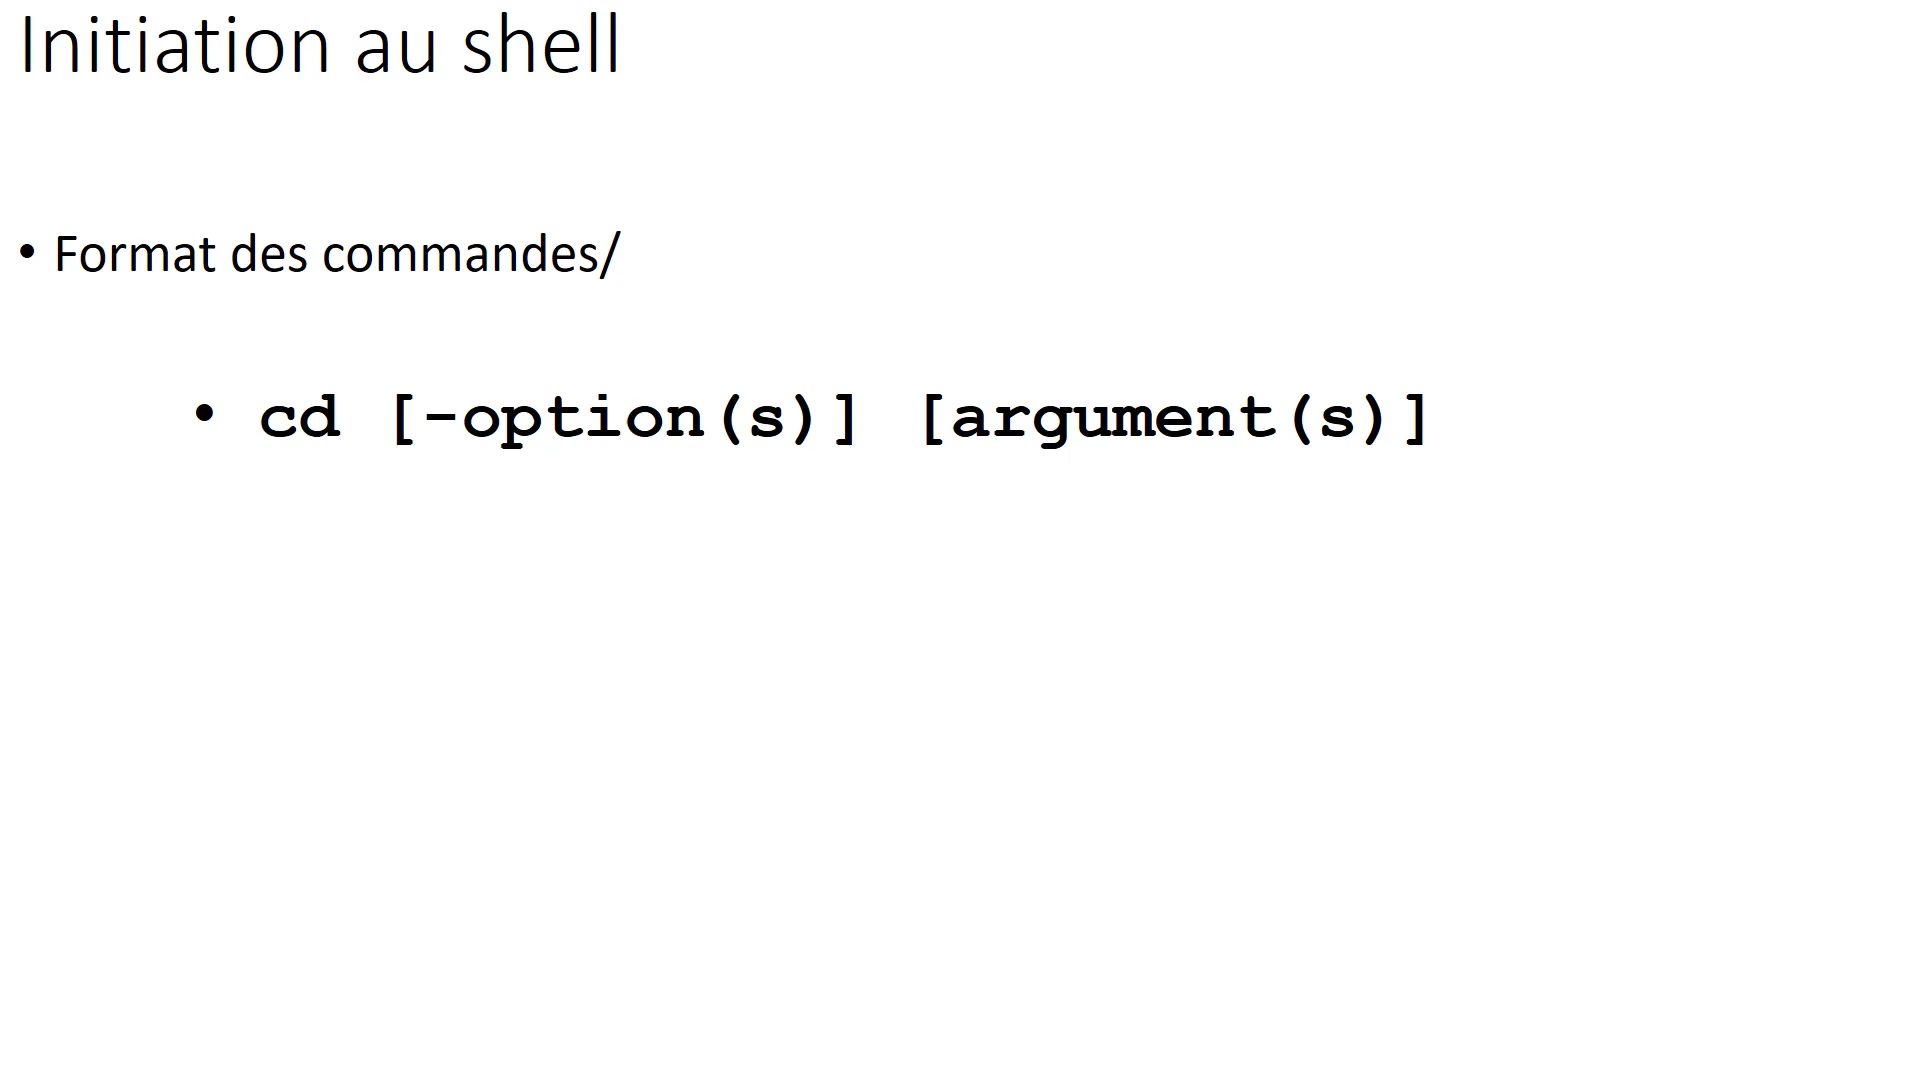 Initiation au shell
• Format des commandes/
• cd [-option(s)] [argument(s)]